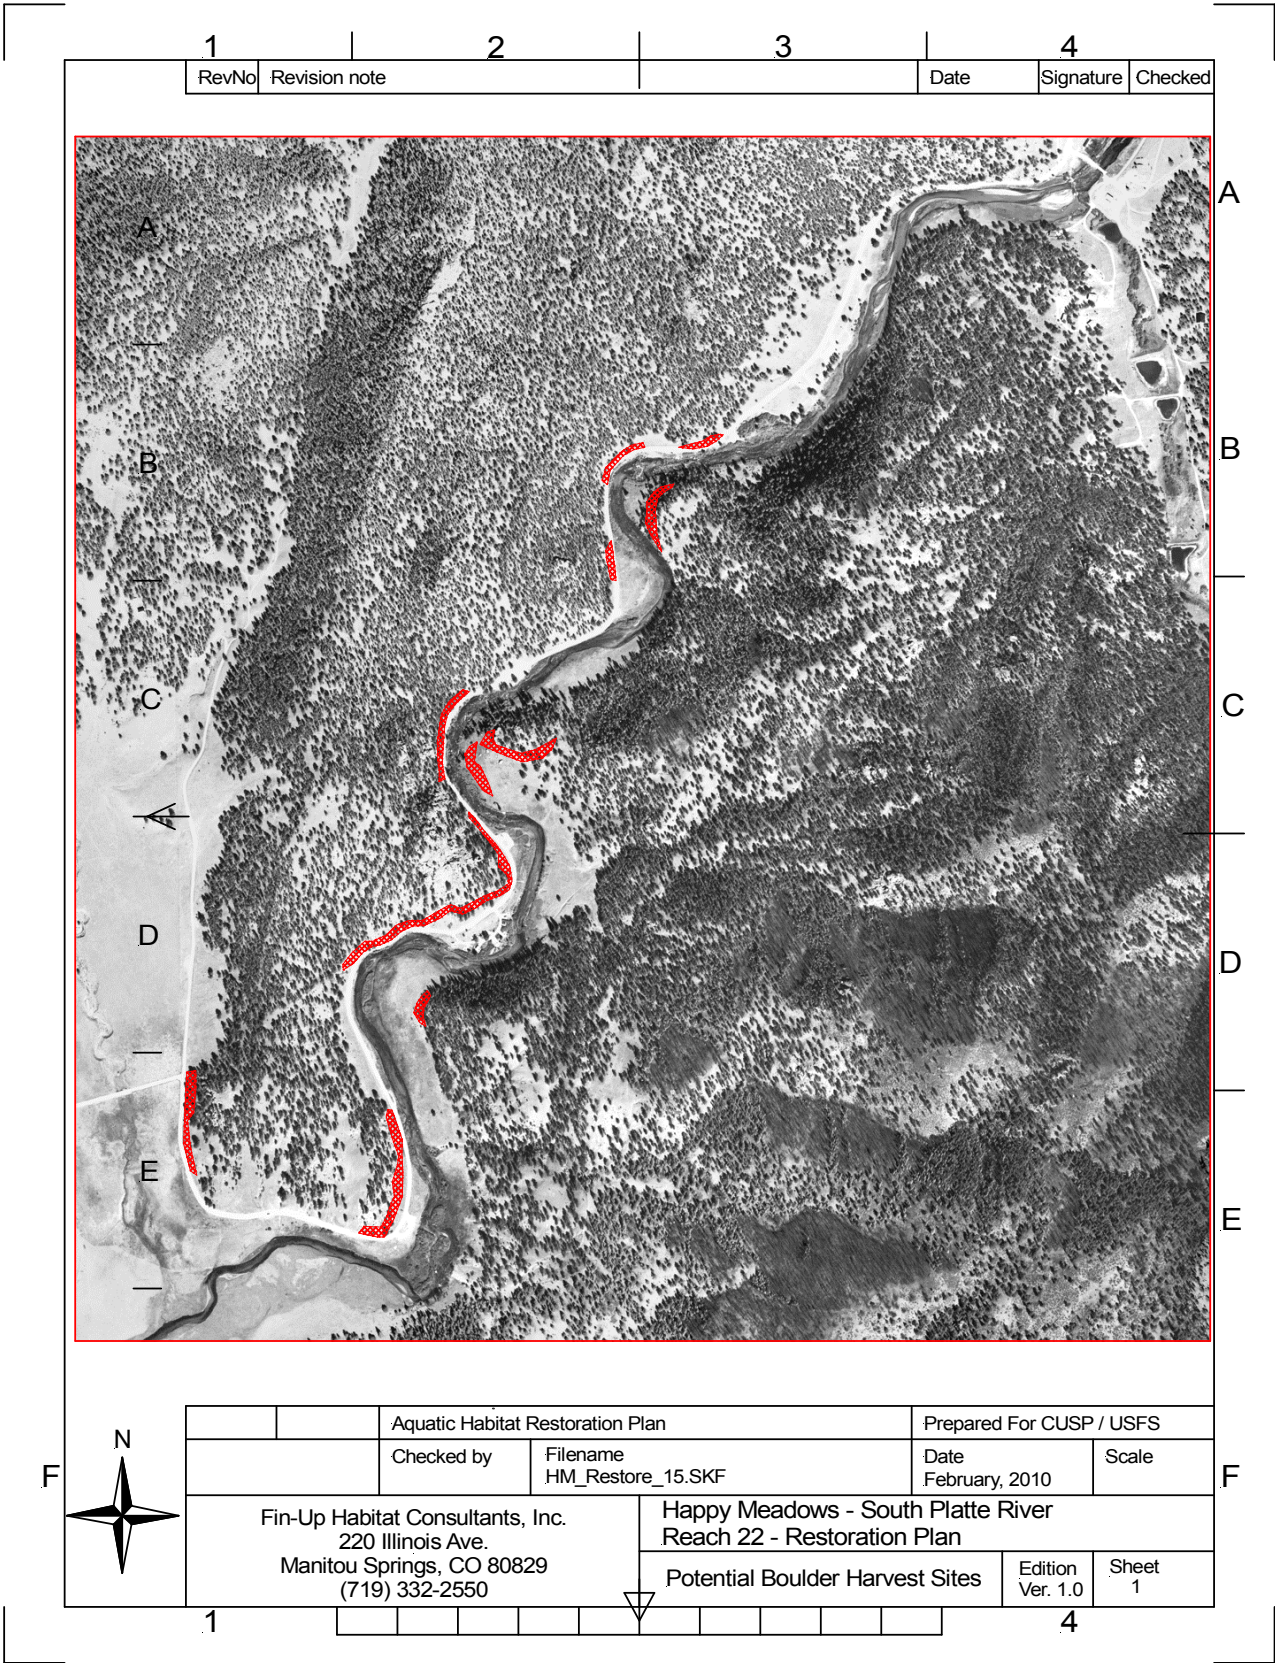 1 2 3 4
RevNo Revision note Date Signature Checked
A A
B B
C C
D D
E E
N
F F
Aquatic Habitat Restoration Plan Prepared For CUSP / USFS
Checked by Filename Date Scale
HM_Restore_15.SKF February, 2010
Fin-Up Habitat Consultants, Inc.
220 Illinois Ave.
Manitou Springs, CO 80829
(719) 332-2550
Happy Meadows - South Platte River
Reach 22 - Restoration Plan
Potential Boulder Harvest Sites Edition Sheet
Ver. 1.0 1
1 4